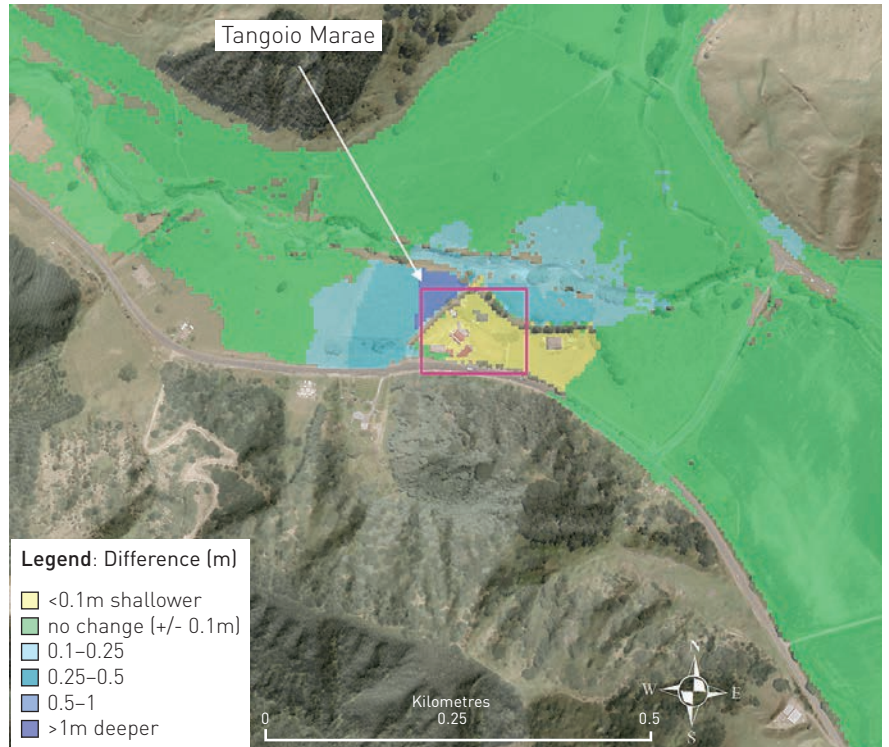 Tangoio Marae
Legend: Difference (m)
<0.1m shallower
no change (+/- 0.1m)
0.1–0.25
0.25–0.5
0.5–1
>1m deeper
N
W E
S
Kilometres
0 0.25 0.5